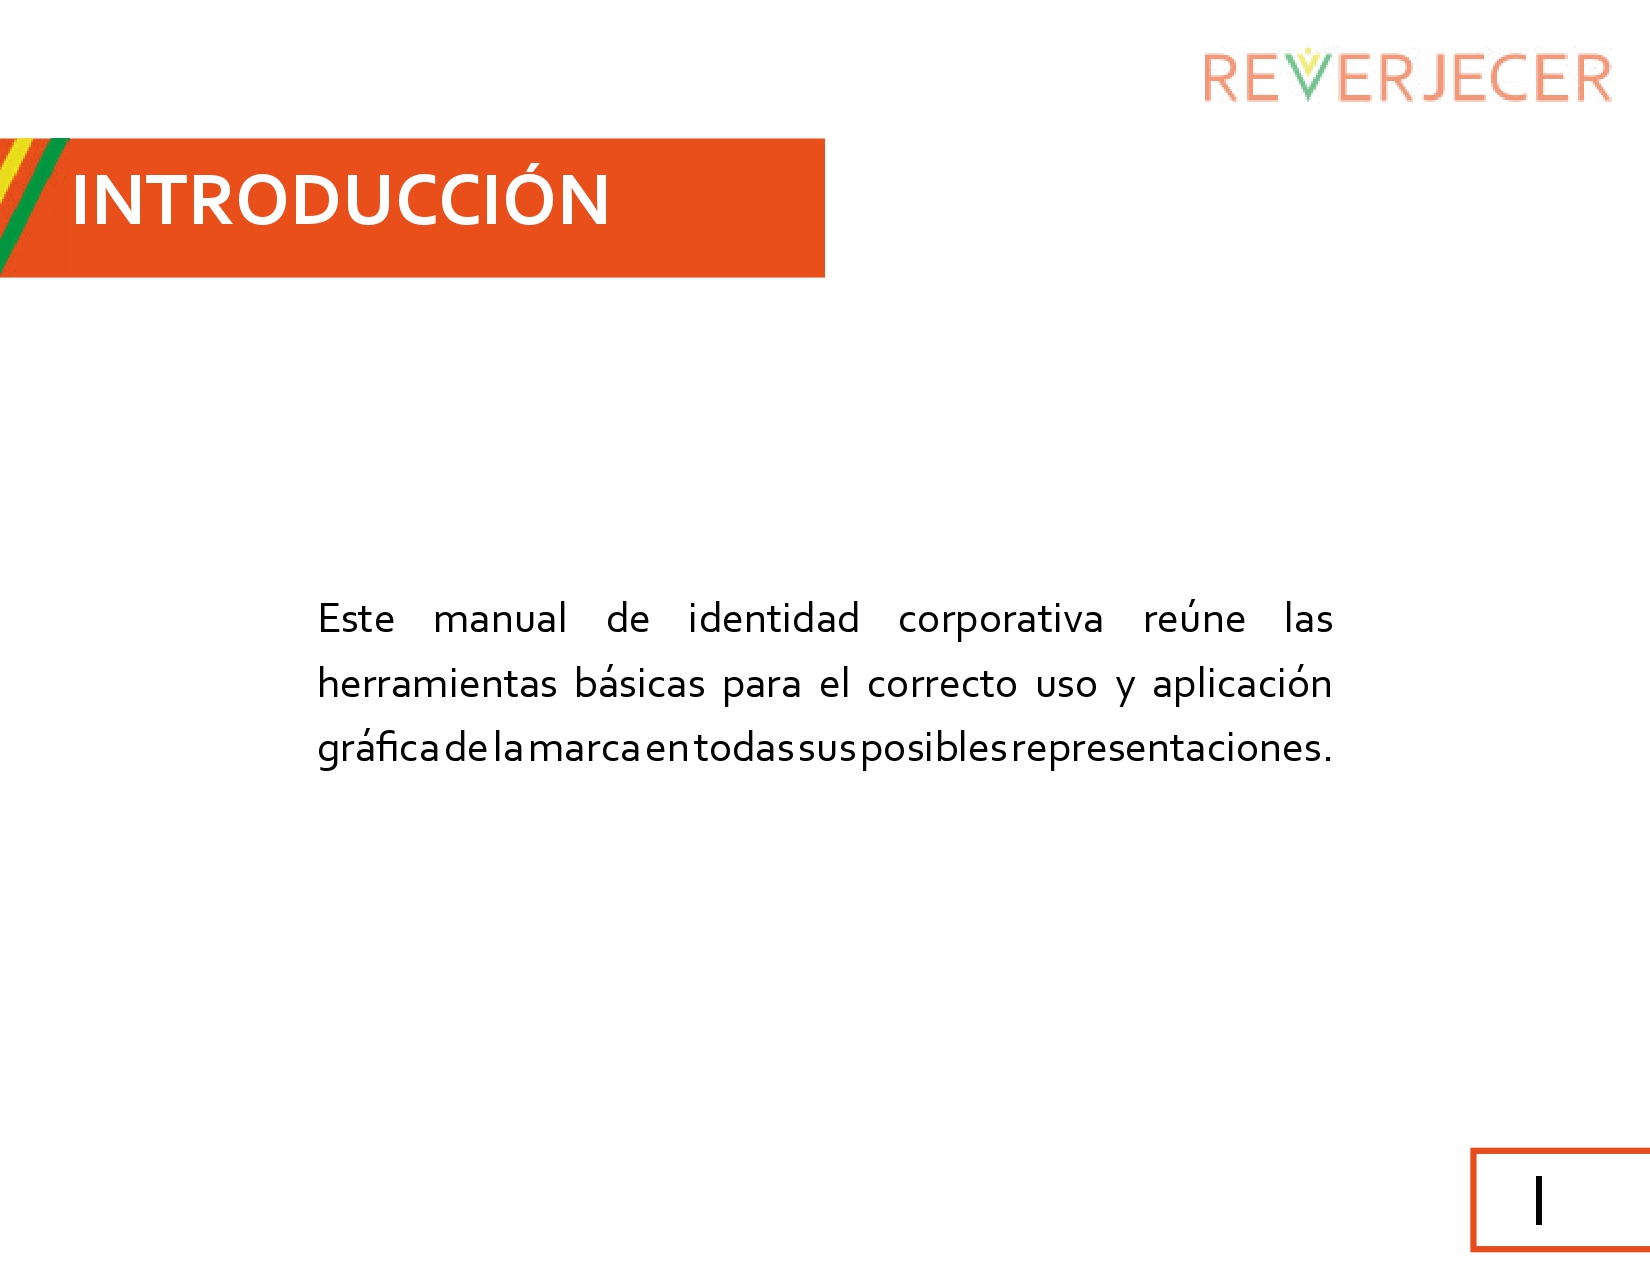 REVERJECER
INTRODUCCIÓN
Este manual de identidad corporativa reúne las
herramientas básicas para el correcto uso y aplicación
gráfica de la marca en todas sus posibles representaciones.
I